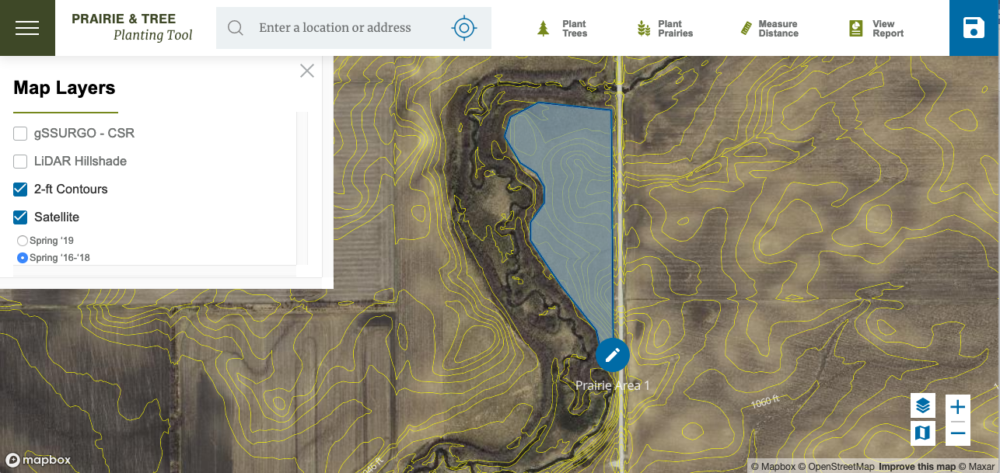 PRAIRIE & TREE
Planting Tool
Enter a location or address
Plant
Trees
Plant
Prairies
Measure
Distance
View
Report
Map Layers
gSSURGO - CSR
LiDAR Hillshade
2-ft Contours
Satellite
Spring ‘19
Spring ‘16-‘18
Prairie Area 1
1060 ft
mapbox
© Mapbox © OpenStreetMap Improve this map © Maxar